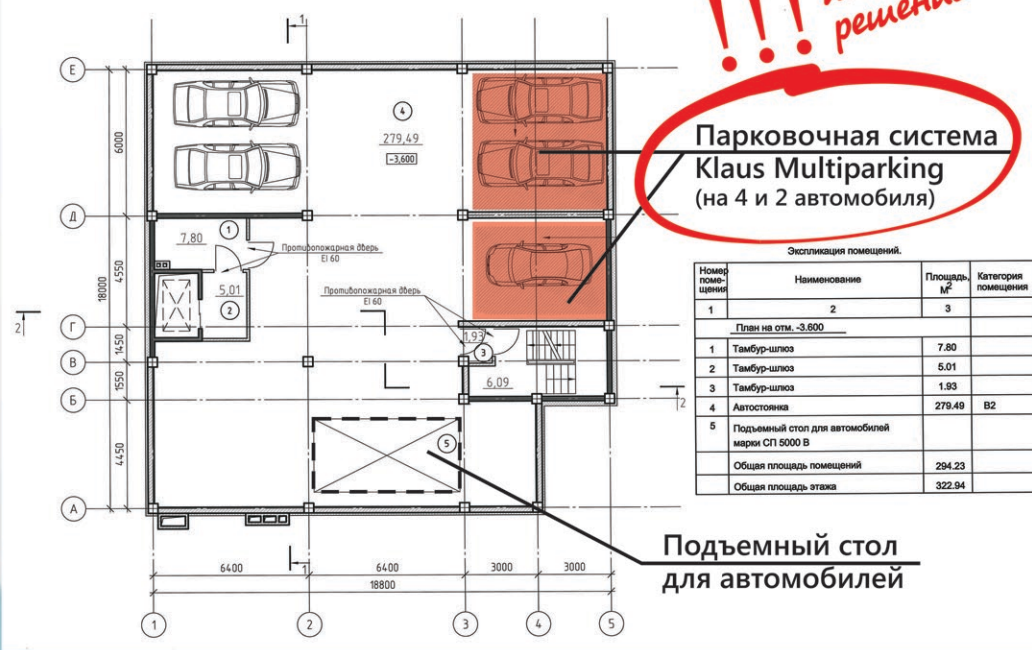 !!!
решения
Парковочная система
Klaus Multiparking
(на 4 и 2 автомобиля)
1
Е
6000
4
279,49
-3,600
Д
1
7,80
Противопожарная дверь
EI 60
4550
18000
5,01
2
Противопожарная дверь
EI 60
2
Г
1450
1,93
3
В
1550
6,09
2
Б
5
4450
А
Экспликация помещений.
Номер поме- щения Наименование Площадь, М2 Категория помещения
1 2 3
План на отм. -3.600
1 Тамбур-шлюз 7.80
2 Тамбур-шлюз 5.01
3 Тамбур-шлюз 1.93
4 Автостоянка 279.49 В2
5 Подъемный стол для автомобилей
марки СП 5000 В
Общая площадь помещений 294.23
Общая площадь этажа 322.94
Подъемный стол
для автомобилей
1
6400 6400 3000 3000
18800
1 2 3 4 5